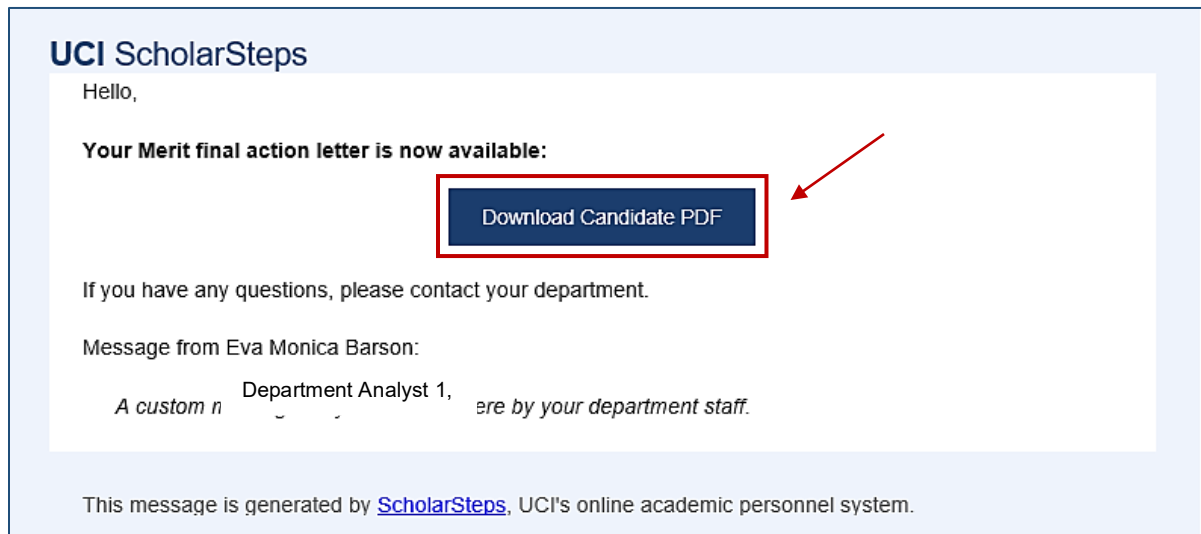 UCI ScholarSteps
Hello,
Your Merit final action letter is now available:
Download Candidate PDF
If you have any questions, please contact your department.
Message from Eva Monica Barson:
Department Analyst 1,
A custom by your department staff.
This message is generated by ScholarSteps, UCI's online academic personnel system.